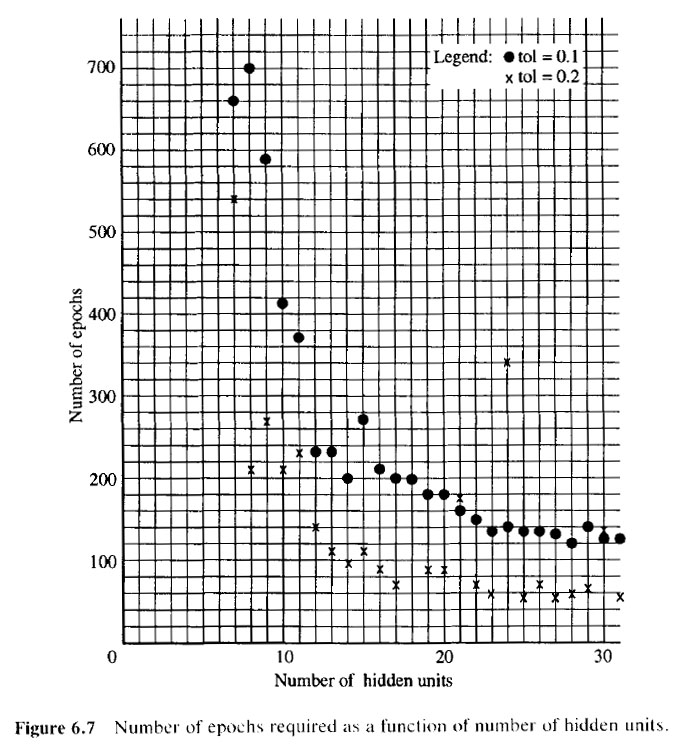 700
600
500
400
300
200
100
0
10
20
30
Number of epochs
Number of hidden units
Legend: ● tol = 0.1
x tol = 0.2
Figure 6.7 Number of epochs required as a function of number of hidden units.